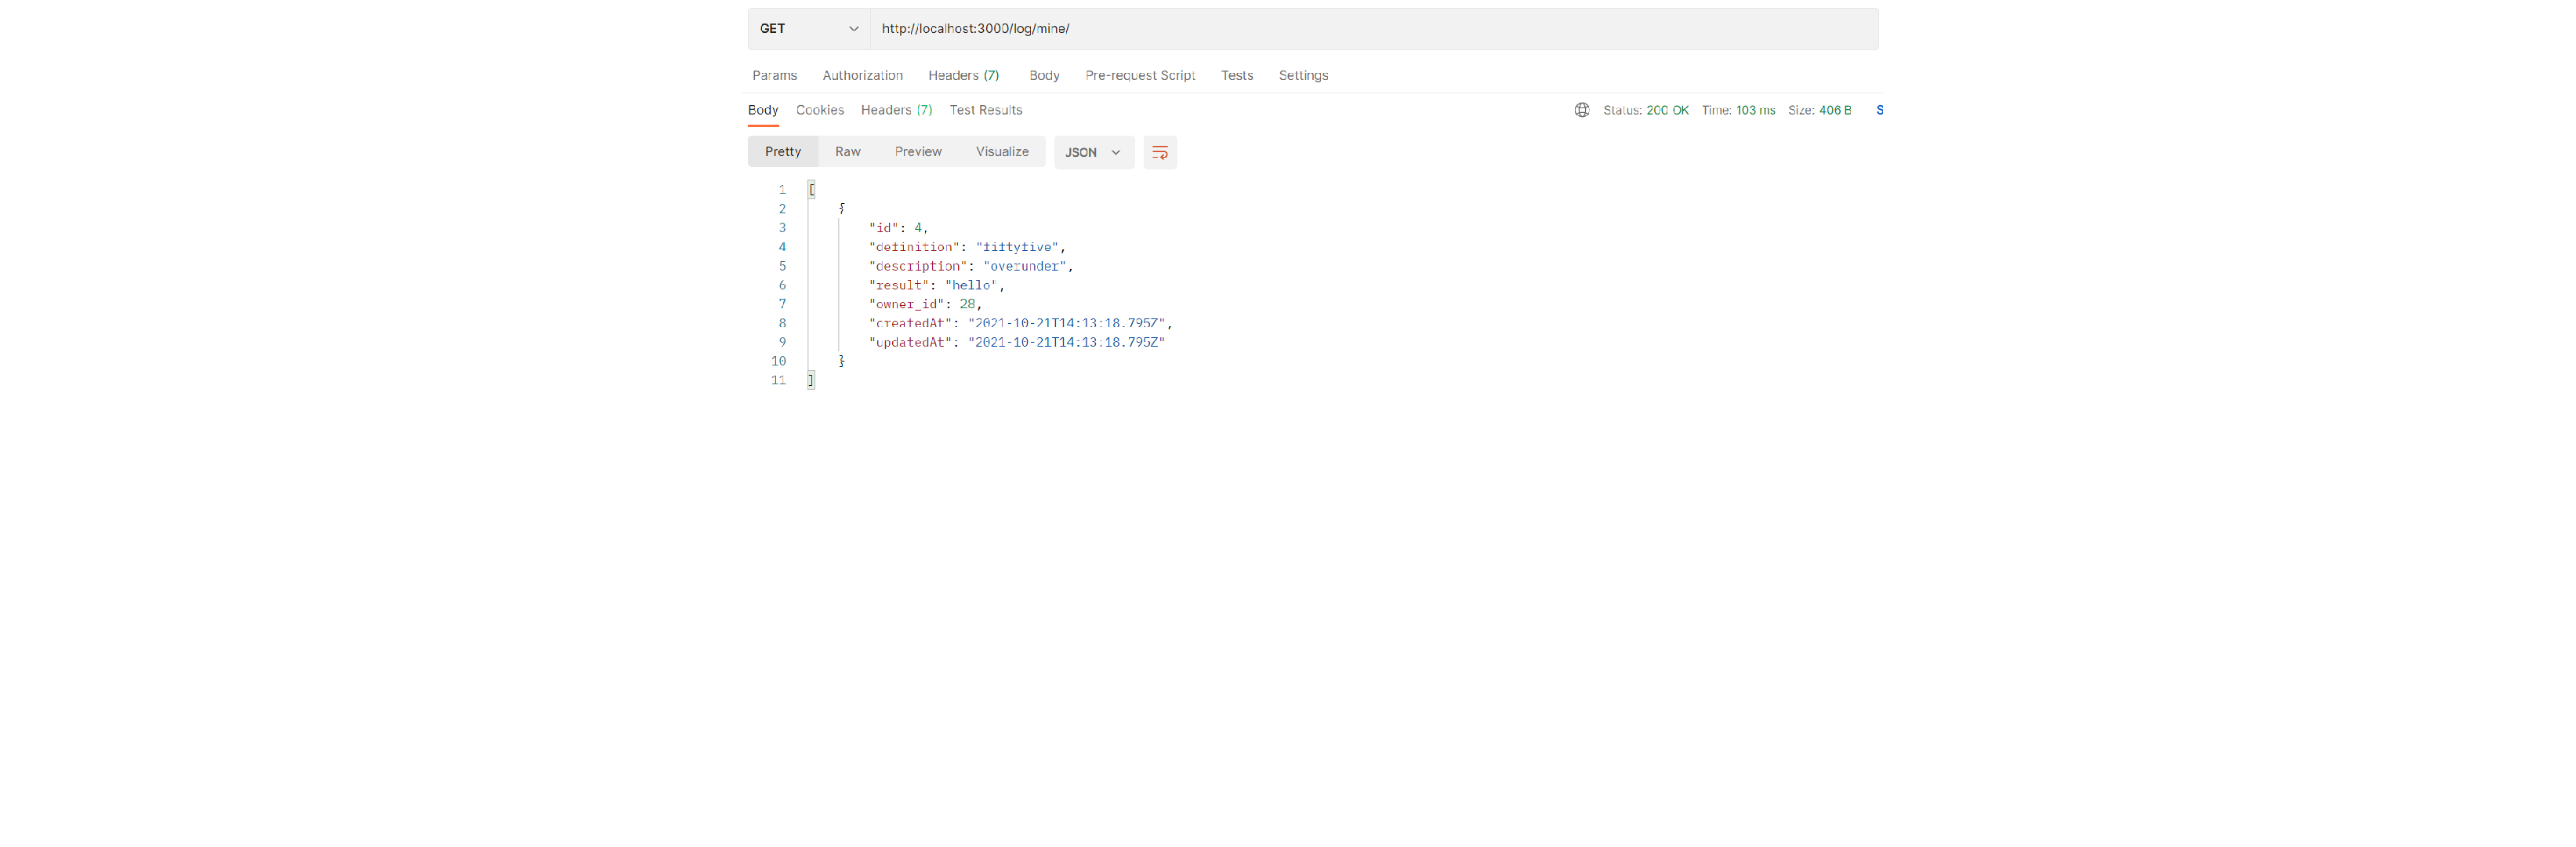 GET http://localhost:3000/log/mine/
Params Authorization Headers (7) Body Pre-request Script Tests Settings
Body Cookies Headers (7) Test Results Status: 200 OK Time: 103 ms Size: 406 B S
Pretty Raw Preview Visualize JSON
1 [
2 {
3 "id": 4,
4 "definition": "fiftyfive",
5 "description": "overunder",
6 "result": "hello",
7 "owner_id": 28,
8 "createdAt": "2021-10-21T14:13:18.795Z",
9 "updatedAt": "2021-10-21T14:13:18.795Z"
10 }
11 ]